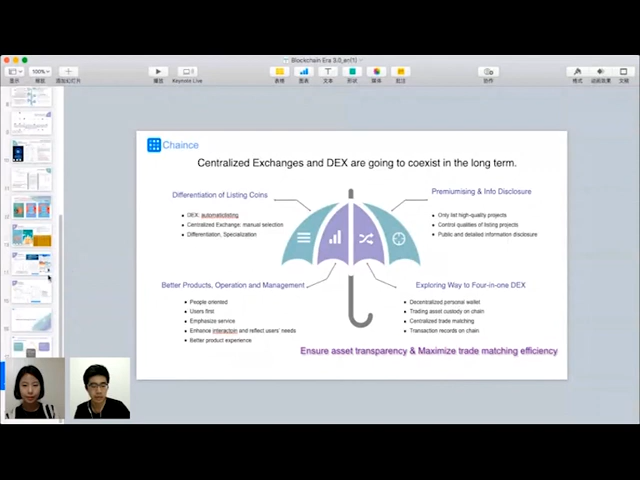 Blockchain Era 3.0_en(1)
100%
Keynote Live
Chaince
Centralized Exchanges and DEX are going to coexist in the long term.
Differentiation of Listing Coins
DEX: automaticlisting
Centralized Exchange: manual selection
Differentiation, Specialization
Premiumising & Info Disclosure
Only list high-quality projects
Control qualities of listing projects
Public and detailed information disclosure
Better Products, Operation and Management
People oriented
Users first
Emphasize service
Enhance interactoin and reflect users' needs
Better product experience
Exploring Way to Four-in-one DEX
Decentralized personal wallet
Trading asset custody on chain
Centralized trade matching
Transaction records on chain
Ensure asset transparency & Maximize trade matching efficiency